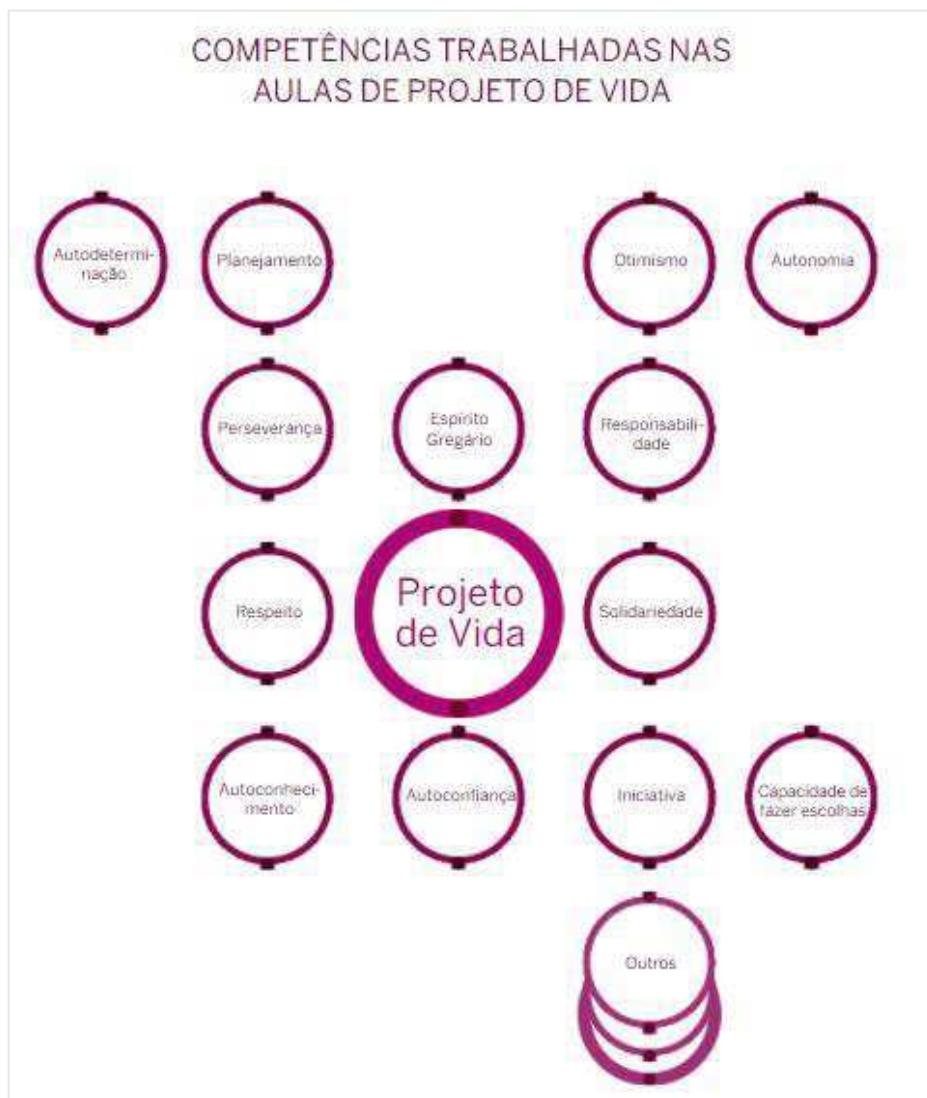 COMPETÊNCIAS TRABALHADAS NAS
AULAS DE PROJETO DE VIDA
Autodetermi-
nação
Planejamento
Otimismo
Autonomia
Perseverança
Espírito
Gregário
Responsabili-
dade
Respeito
Projeto
de Vida
Solidariedade
Autoconheci-
mento
Autoconfiança
Iniciativa
Capacidade de
fazer escolhas
Outros